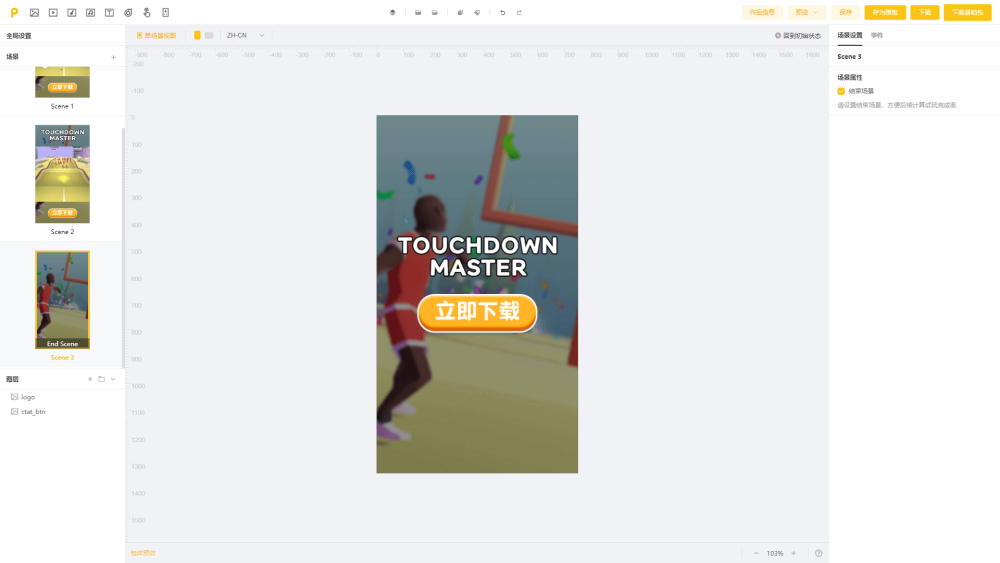 作品信息
预览
保存
存为模板
下载
下载基础包
全局设置
场景
+
立即下载
Scene 1
TOUCHDOWN
MASTER
立即下载
Scene 2
End Scene
Scene 3
图层
logo
ctat_btn
单场景视图
ZH-CN
回到初始状态
-900 -800 -700 -600 -500 -400 -300 -200 -100 0 100 200 300 400 500 600 700 800 900 1000 1100 1200 1300 1400 1500 1600
-200
-100
0
100
200
300
400
500
600
700
800
900
1000
1100
1200
1300
1400
1500
TOUCHDOWN
MASTER
立即下载
103%
场景设置 事件
Scene 3
场景属性
结束场景
请设置结束场景，方便后续计算试玩完成率